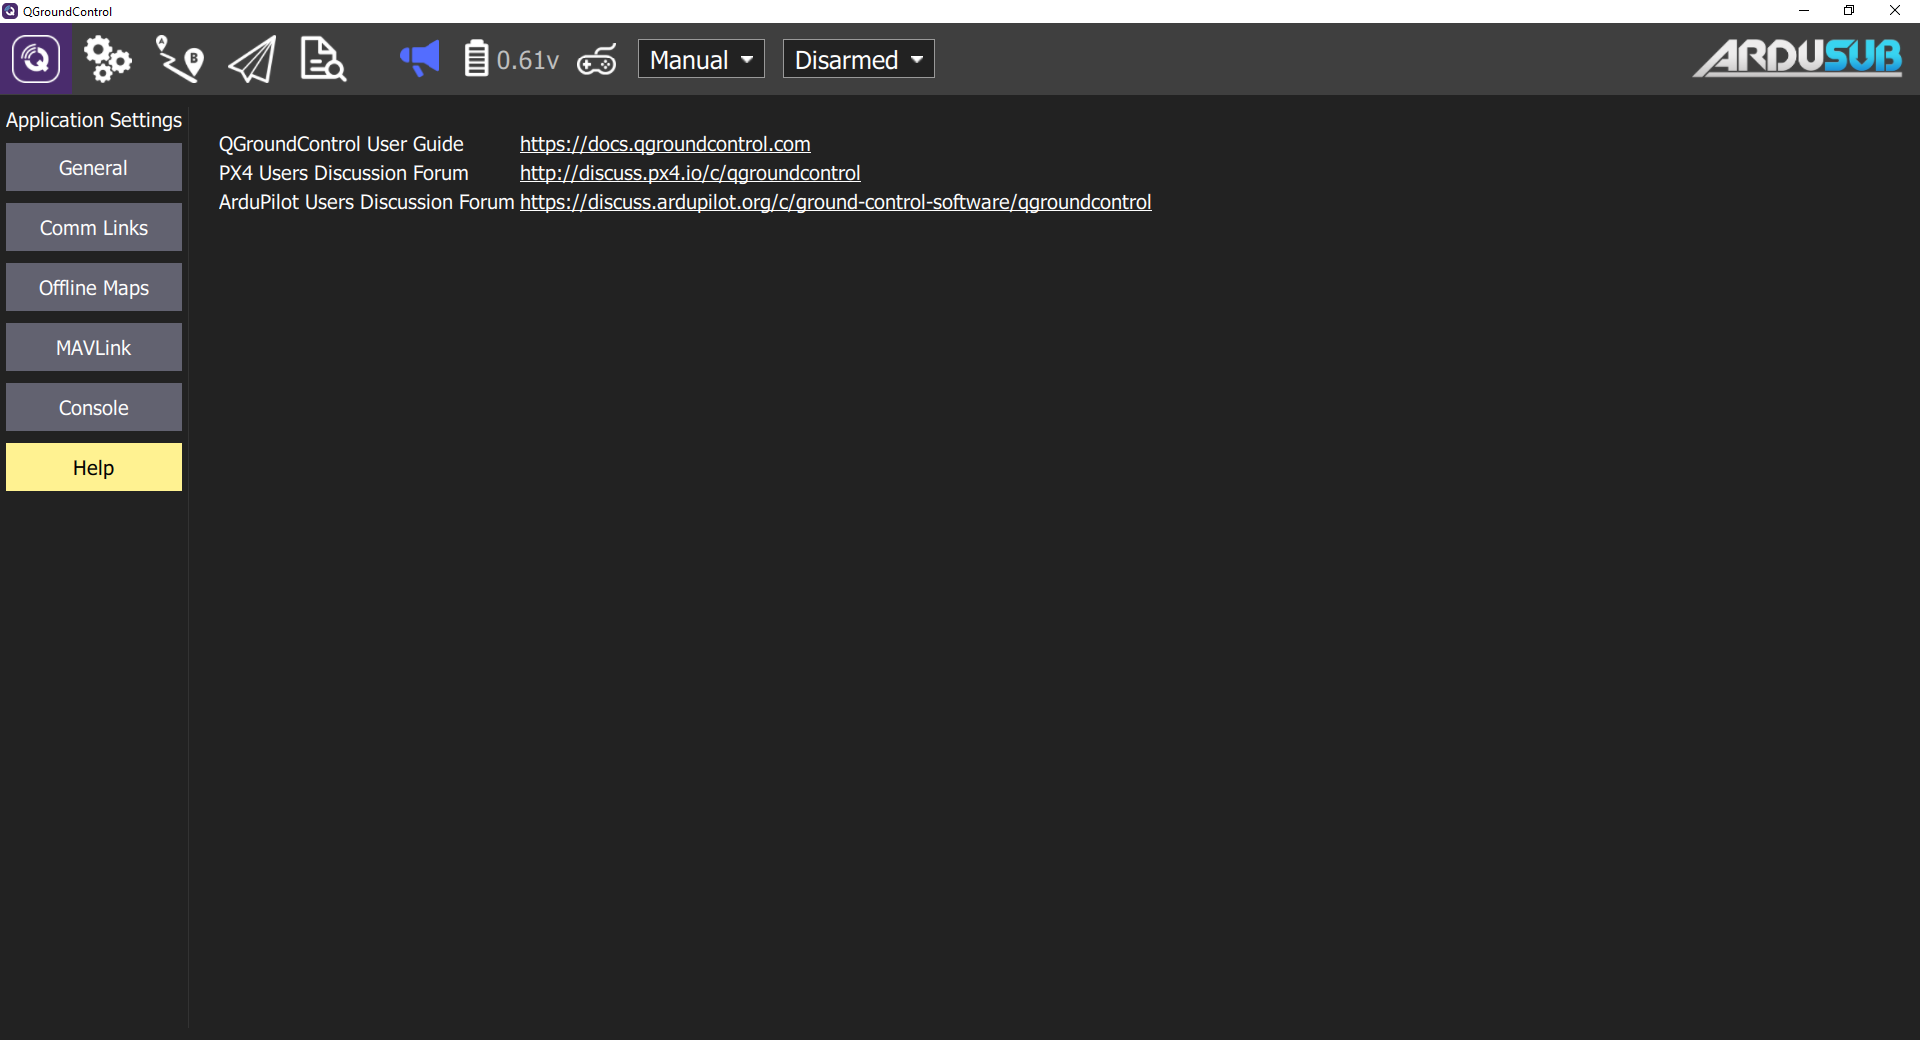 QGroundControl
B
0.61v
Manual
Disarmed
ARDUSUB
Application Settings
General
Comm Links
Offline Maps
MAVLink
Console
Help
QGroundControl User Guide https://docs.qgroundcontrol.com
PX4 Users Discussion Forum http://discuss.px4.io/c/qgroundcontrol
ArduPilot Users Discussion Forum https://discuss.ardupilot.org/c/ground-control-software/qgroundcontrol